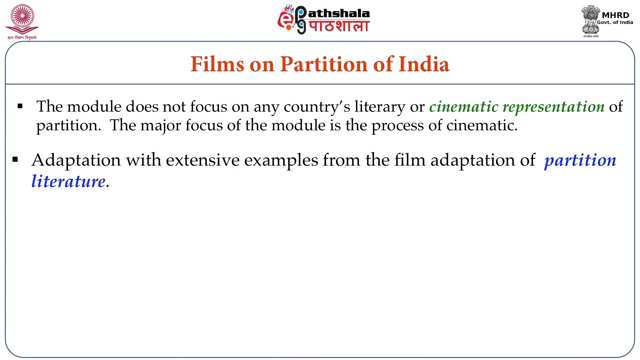 Pathshala
पाठशाला
MHRD
Govt. of India
Films on Partition of India
▪ The module does not focus on any country's literary or cinematic representation of
partition. The major focus of the module is the process of cinematic.
▪ Adaptation with extensive examples from the film adaptation of partition
literature.